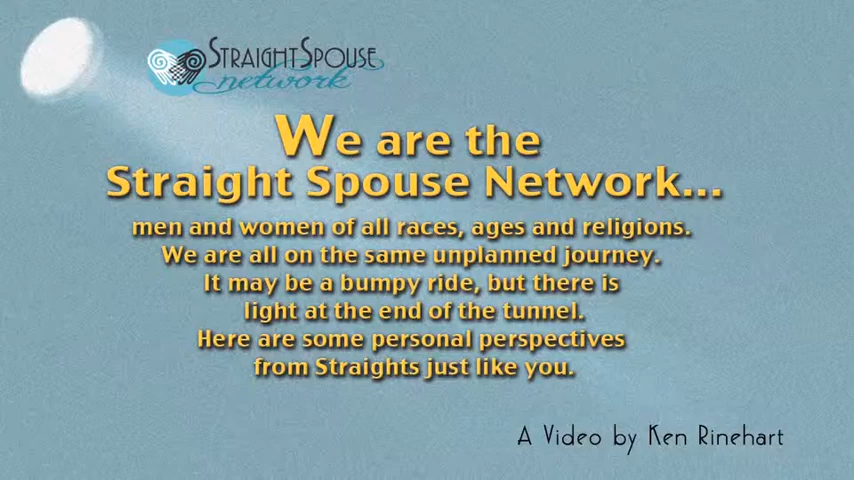 STRAIGHTSPOUSE
network
We are the
Straight Spouse Network...
men and women of all races, ages and religions.
We are all on the same unplanned journey.
It may be a bumpy ride, but there is
light at the end of the tunnel.
Here are some personal perspectives
from Straights just like you.
A Video by Ken Rinehart